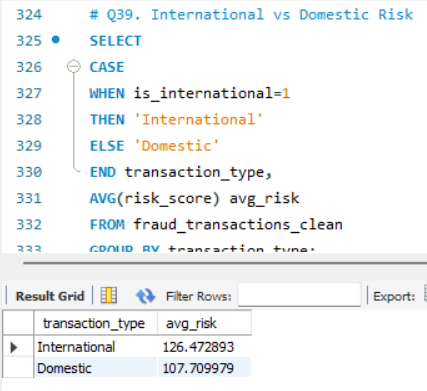 324 # Q39. International vs Domestic Risk
325 SELECT
326 CASE
327 WHEN is_international=1
328 THEN 'International'
329 ELSE 'Domestic'
330 END transaction_type,
331 AVG(risk_score) avg_risk
332 FROM fraud_transactions_clean
333 GROUP BY transaction_type;
Result Grid Filter Rows: Export:
transaction_type avg_risk
International 126.472893
Domestic 107.709979